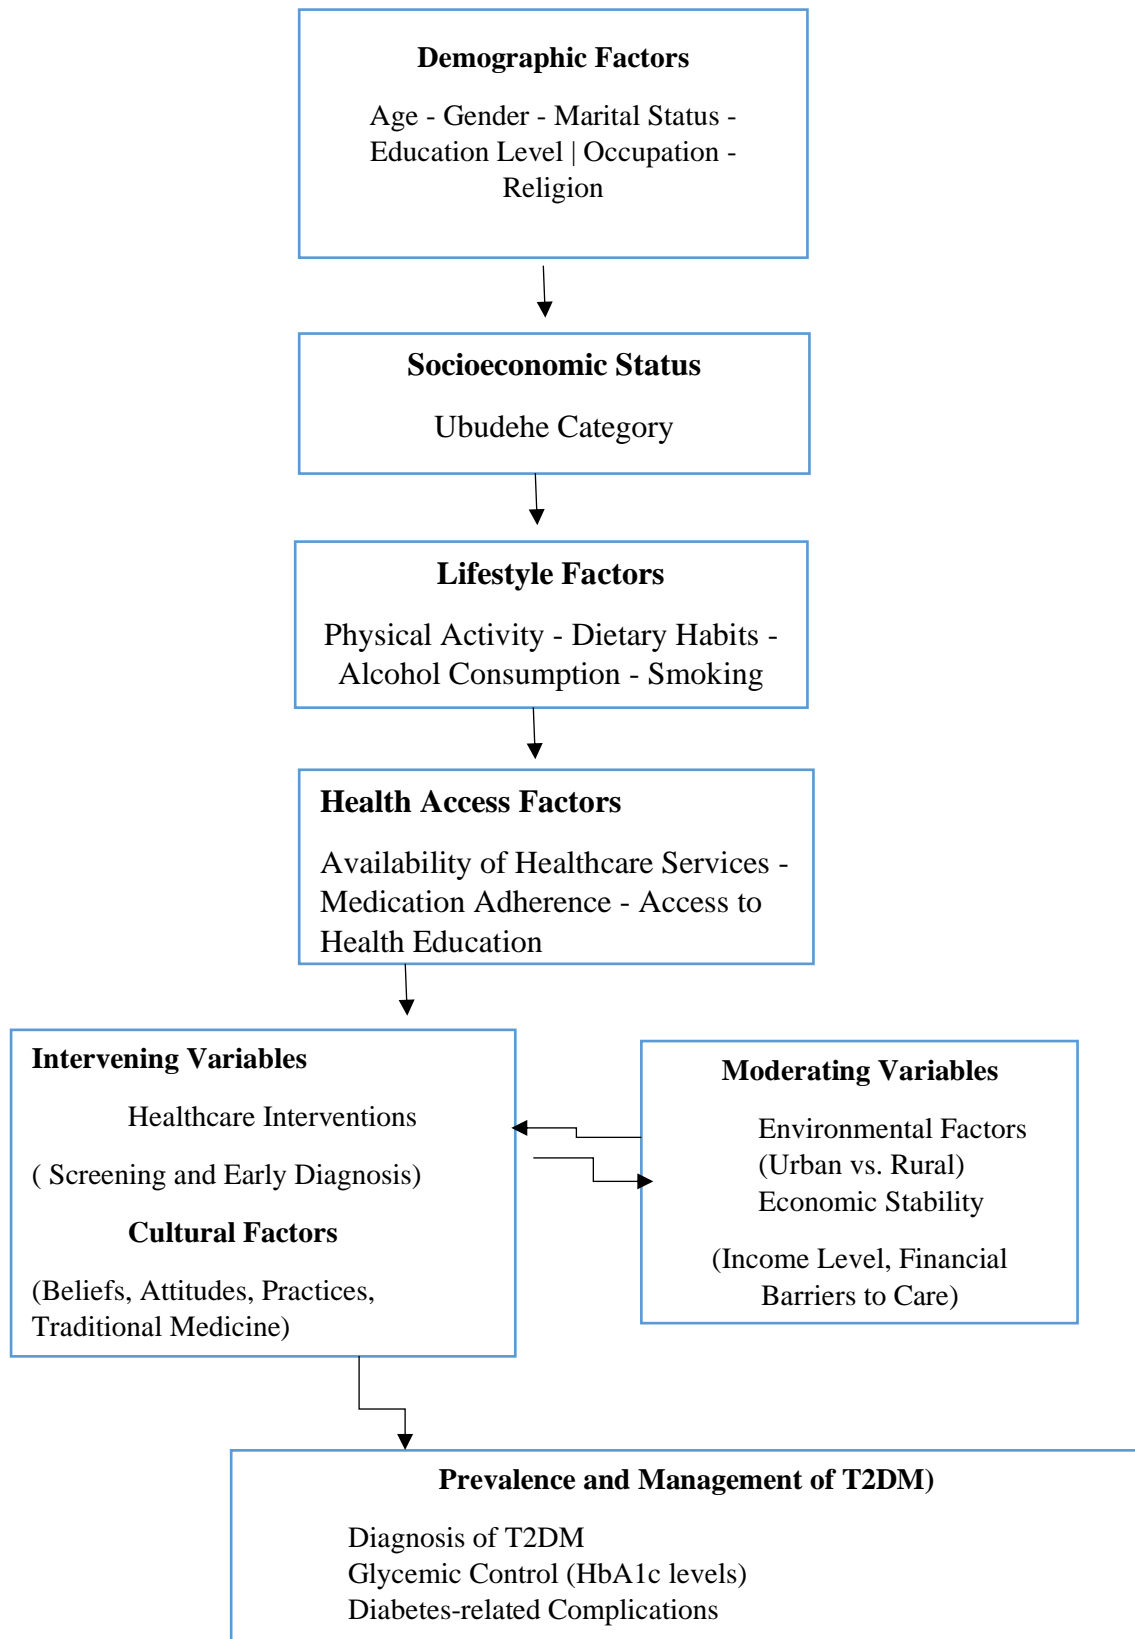 Demographic Factors
Age - Gender - Marital Status -
Education Level | Occupation -
Religion
Socioeconomic Status
Ubudehe Category
Lifestyle Factors
Physical Activity - Dietary Habits -
Alcohol Consumption - Smoking
Health Access Factors
Availability of Healthcare Services -
Medication Adherence - Access to
Health Education
Intervening Variables
Healthcare Interventions
( Screening and Early Diagnosis)
Cultural Factors
(Beliefs, Attitudes, Practices,
Traditional Medicine)
Moderating Variables
Environmental Factors
(Urban vs. Rural)
Economic Stability
(Income Level, Financial
Barriers to Care)
Prevalence and Management of T2DM)
Diagnosis of T2DM
Glycemic Control (HbA1c levels)
Diabetes-related Complications